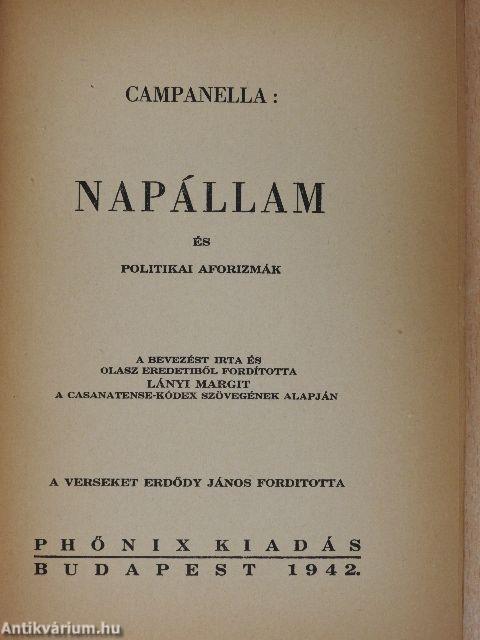 CAMPANELLA :
NAPÁLLAM
ÉS
POLITIKAI AFORIZMÁK
A BEVEZÉST IRTA ÉS
OLASZ EREDETIBŐL FORDÍTOTTA
LÁNYI MARGIT
A CASANATENSE-KÓDEX SZÖVEGÉNEK ALAPJÁN
A VERSEKET ERDŐDY JÁNOS FORDITOTTA
PHŐNIX KIADÁS
BUDAPEST 1942.
Antikvárium.hu